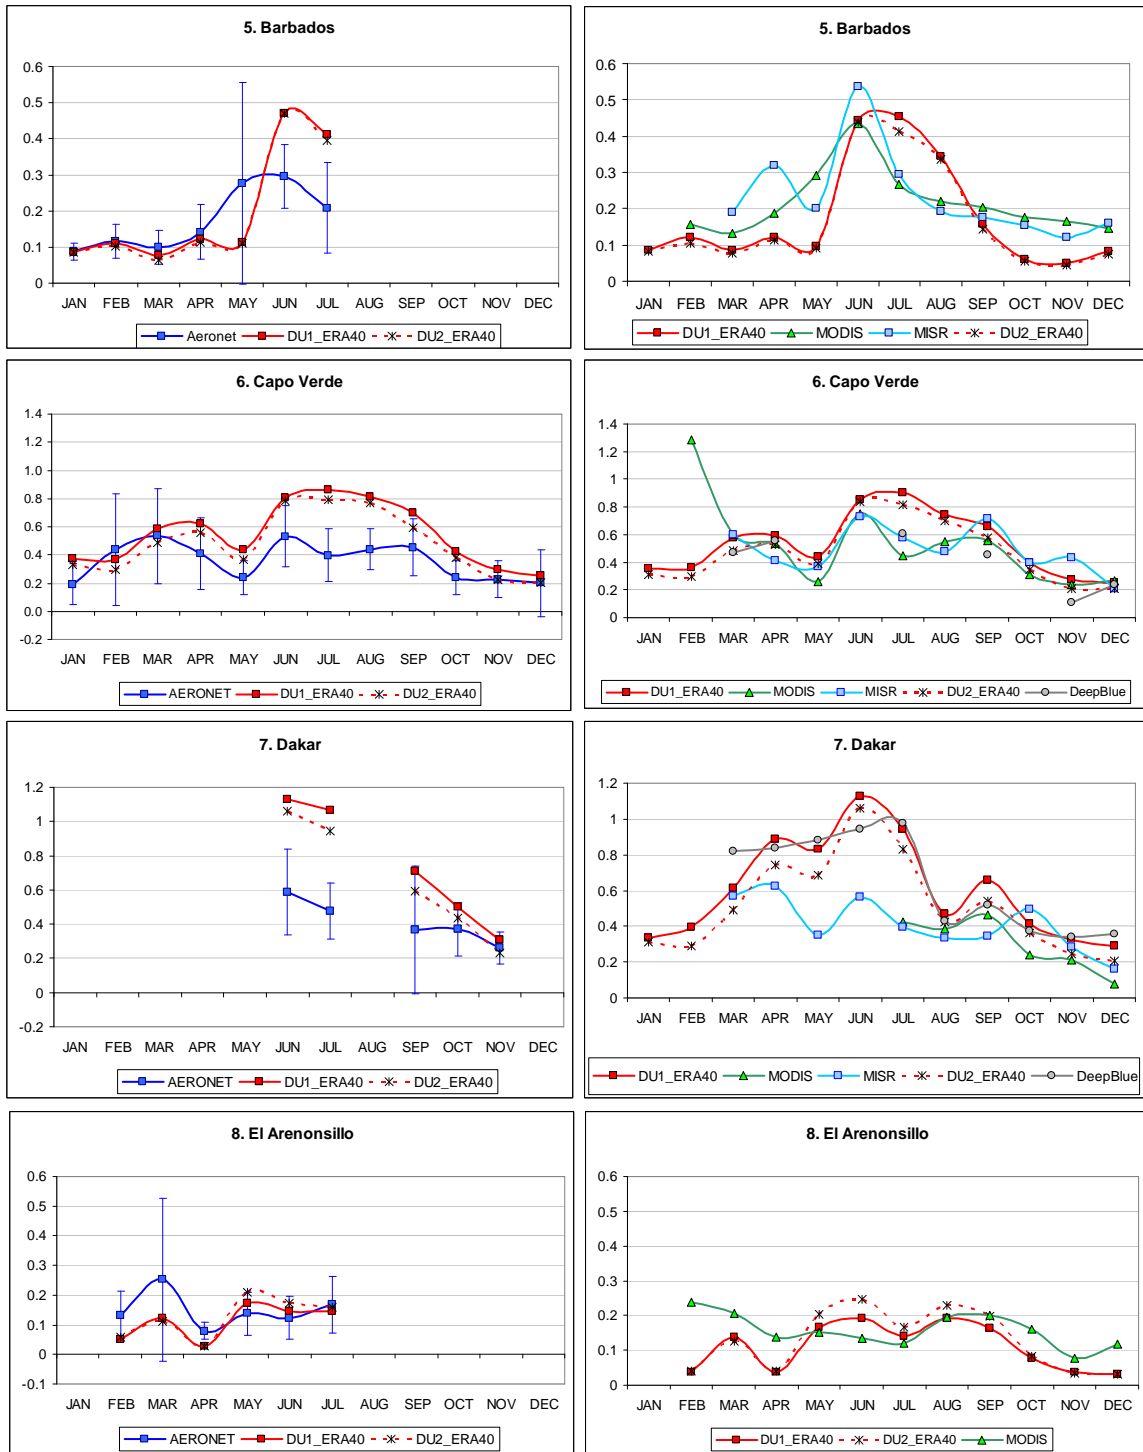 5. Barbados
0.6
0.5
0.4
0.3
0.2
0.1
0
JAN FEB MAR APR MAY JUN JUL AUG SEP OCT NOV DEC
Aeronet DU1_ERA40 DU2_ERA40
5. Barbados
0.6
0.5
0.4
0.3
0.2
0.1
0
JAN FEB MAR APR MAY JUN JUL AUG SEP OCT NOV DEC
DU1_ERA40 MODIS MISR DU2_ERA40
6. Capo Verde
1.4
1.2
1.0
0.8
0.6
0.4
0.2
0.0
-0.2
JAN FEB MAR APR MAY JUN JUL AUG SEP OCT NOV DEC
AERONET DU1_ERA40 DU2_ERA40
6. Capo Verde
1.4
1.2
1
0.8
0.6
0.4
0.2
0
JAN FEB MAR APR MAY JUN JUL AUG SEP OCT NOV DEC
DU1_ERA40 MODIS MISR DU2_ERA40 DeepBlue
7. Dakar
1.2
1
0.8
0.6
0.4
0.2
0
-0.2
JAN FEB MAR APR MAY JUN JUL AUG SEP OCT NOV DEC
AERONET DU1_ERA40 DU2_ERA40
7. Dakar
1.2
1
0.8
0.6
0.4
0.2
0
JAN FEB MAR APR MAY JUN JUL AUG SEP OCT NOV DEC
DU1_ERA40 MODIS MISR DU2_ERA40 DeepBlue
8. El Arenonsillo
0.6
0.5
0.4
0.3
0.2
0.1
0
-0.1
JAN FEB MAR APR MAY JUN JUL AUG SEP OCT NOV DEC
AERONET DU1_ERA40 DU2_ERA40
8. El Arenonsillo
0.6
0.5
0.4
0.3
0.2
0.1
0
JAN FEB MAR APR MAY JUN JUL AUG SEP OCT NOV DEC
DU1_ERA40 DU2_ERA40 MODIS